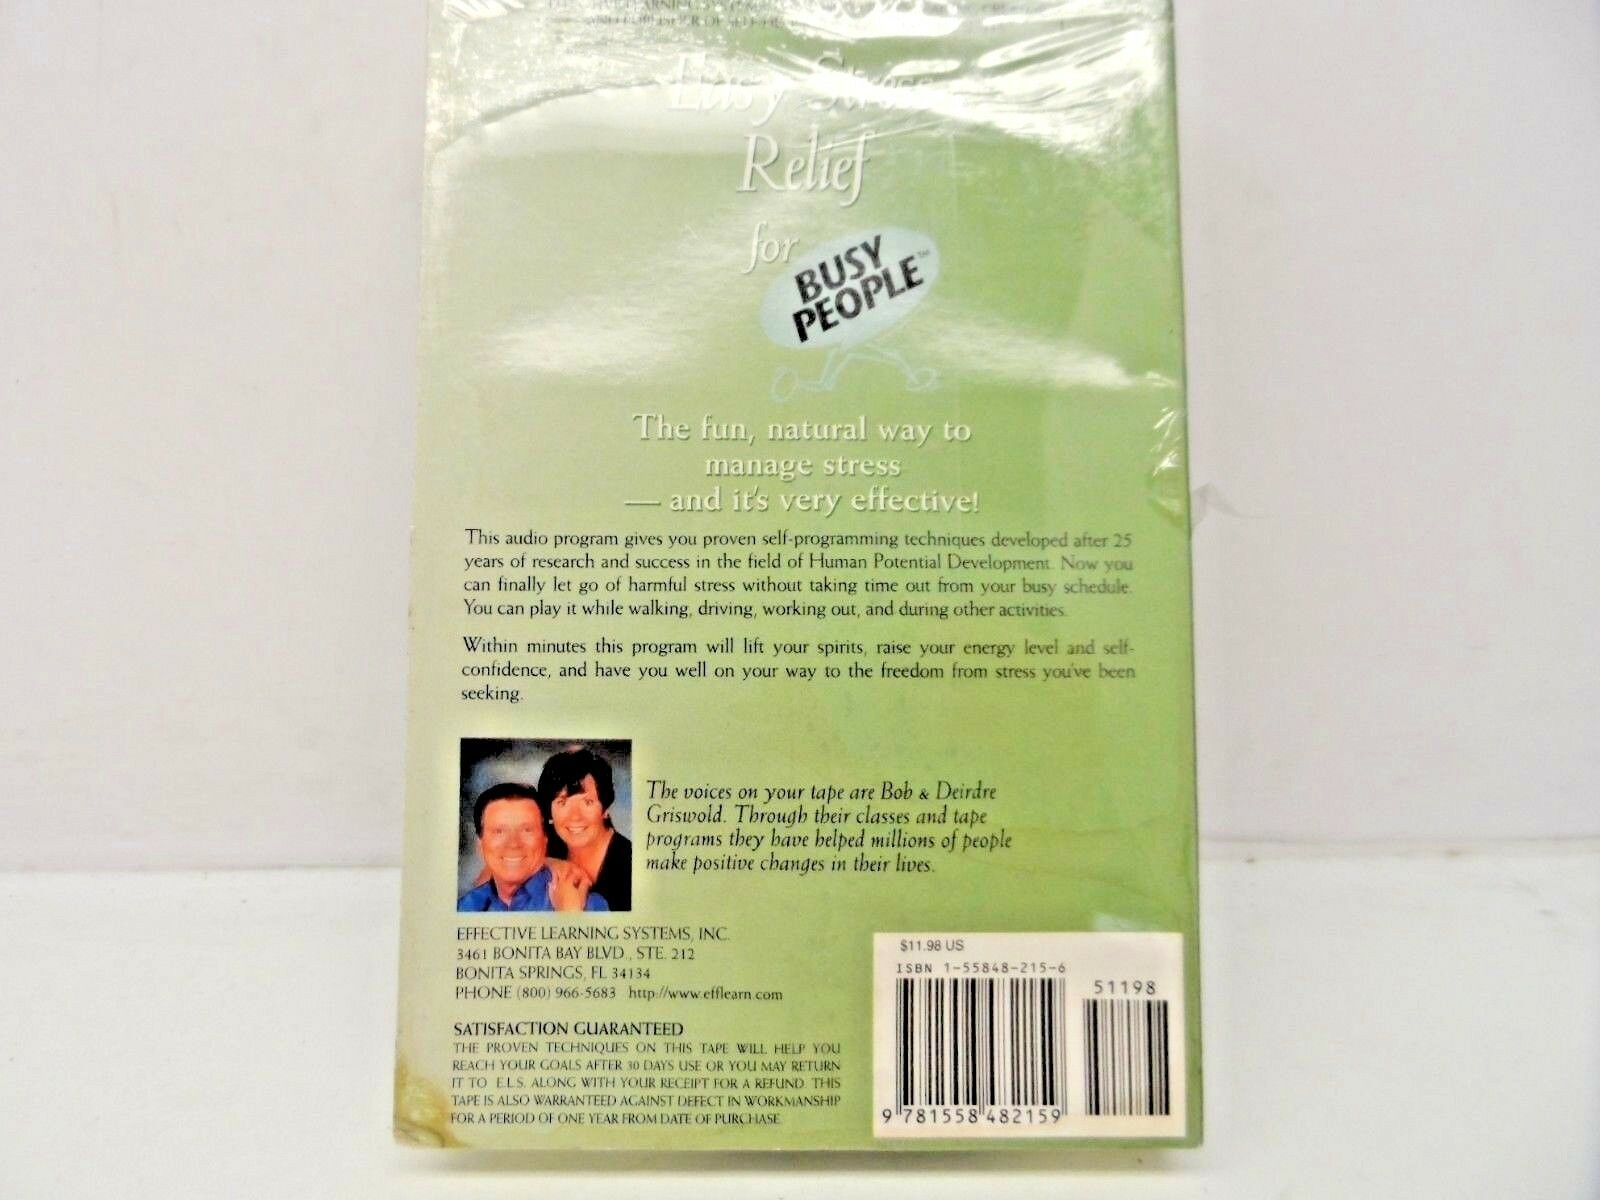 AND PUBLISHER OF SELF-
Easy Stress
Relief
for
BUSY
PEOPLE™
The fun, natural way to
manage stress
— and it's very effective!
This audio program gives you proven self-programming techniques developed after 25
years of research and success in the field of Human Potential Development. Now you
can finally let go of harmful stress without taking time out from your busy schedule.
You can play it while walking, driving, working out, and during other activities.
Within minutes this program will lift your spirits, raise your energy level and self-
confidence, and have you well on your way to the freedom from stress you've been
seeking.
The voices on your tape are Bob & Deirdre
Griswold. Through their classes and tape
programs they have helped millions of people
make positive changes in their lives.
EFFECTIVE LEARNING SYSTEMS, INC.
3461 BONITA BAY BLVD., STE. 212
BONITA SPRINGS, FL 34134
PHONE (800) 966-5683 http://www.efflearn.com
SATISFACTION GUARANTEED
THE PROVEN TECHNIQUES ON THIS TAPE WILL HELP YOU
REACH YOUR GOALS AFTER 30 DAYS USE OR YOU MAY RETURN
IT TO E.L.S. ALONG WITH YOUR RECEIPT FOR A REFUND. THIS
TAPE IS ALSO WARRANTEED AGAINST DEFECT IN WORKMANSHIP
FOR A PERIOD OF ONE YEAR FROM DATE OF PURCHASE.
$11.98 US
ISBN 1-55848-215-6
51198
9 781558 482159